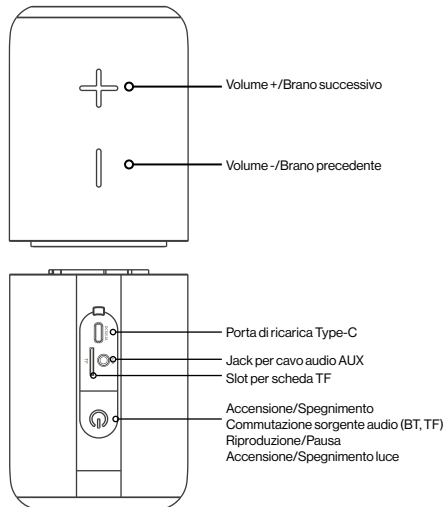 Volume +/Brano successivo
Volume -/Brano precedente
Porta di ricarica Type-C
Jack per cavo audio AUX
Slot per scheda TF
Accensione/Spegnimento
Commutazione sorgente audio (BT, TF)
Riproduzione/Pausa
Accensione/Spegnimento luce
TF